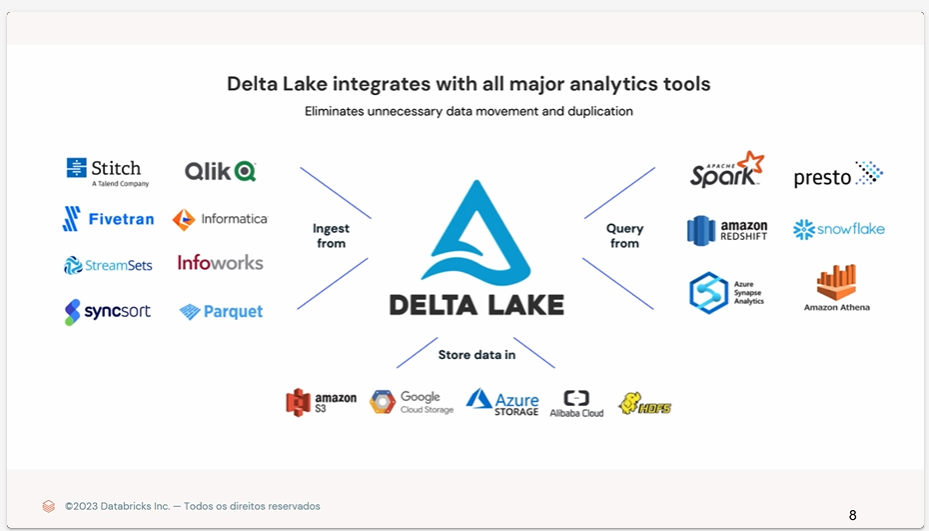 Delta Lake integrates with all major analytics tools
Eliminates unnecessary data movement and duplication
Stitch
A Talend Company
Qlik
Fivetran
Informatica
StreamSets
Infoworks
syncsort
Parquet
Ingest
from
DELTA LAKE
Query
from
APACHE
Spark
presto
amazon
REDSHIFT
snowflake
Azure
Synapse
Analytics
Amazon Athena
Store data in
amazon
S3
Google
Cloud Storage
Azure
STORAGE
Alibaba Cloud
HDFS
©2023 Databricks Inc. — Todos os direitos reservados
8